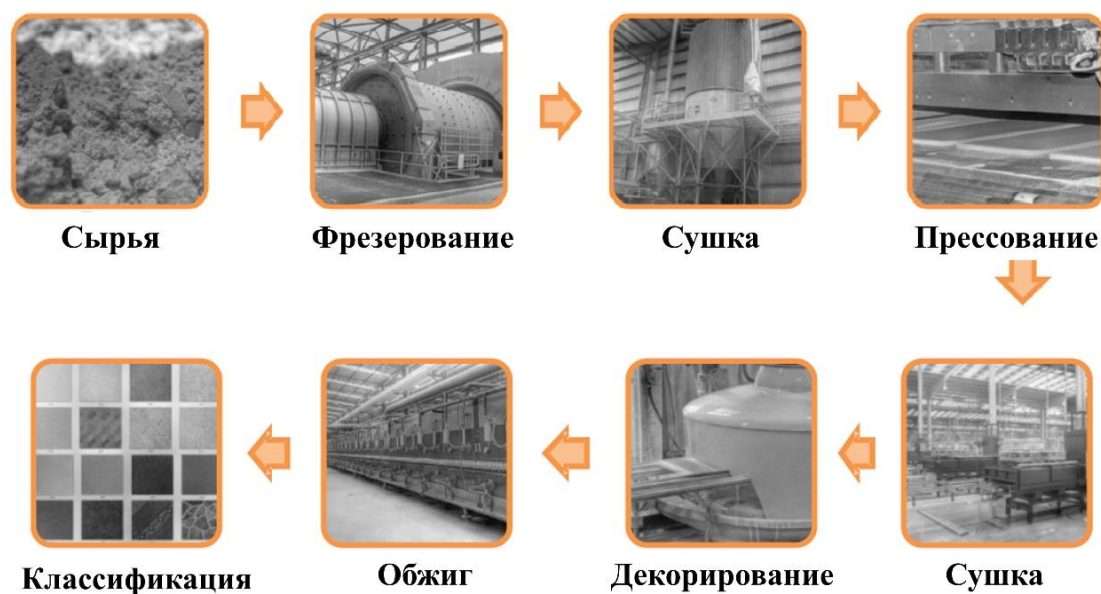 Сырья
Фрезерование
Сушка
Прессование
Сушка
Декорирование
Обжиг
Классификация